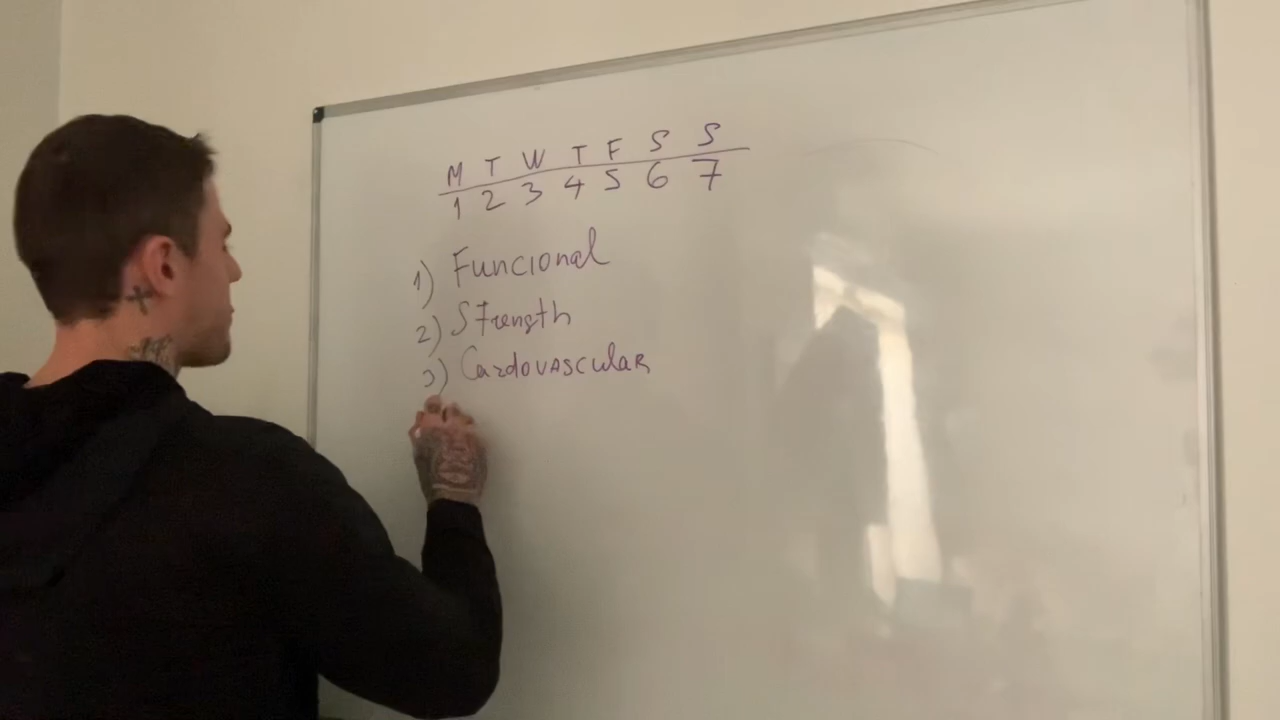 M T W T F S S
1 2 3 4 5 6 7
1) Funcional
2) Strength
3) Cardovascular